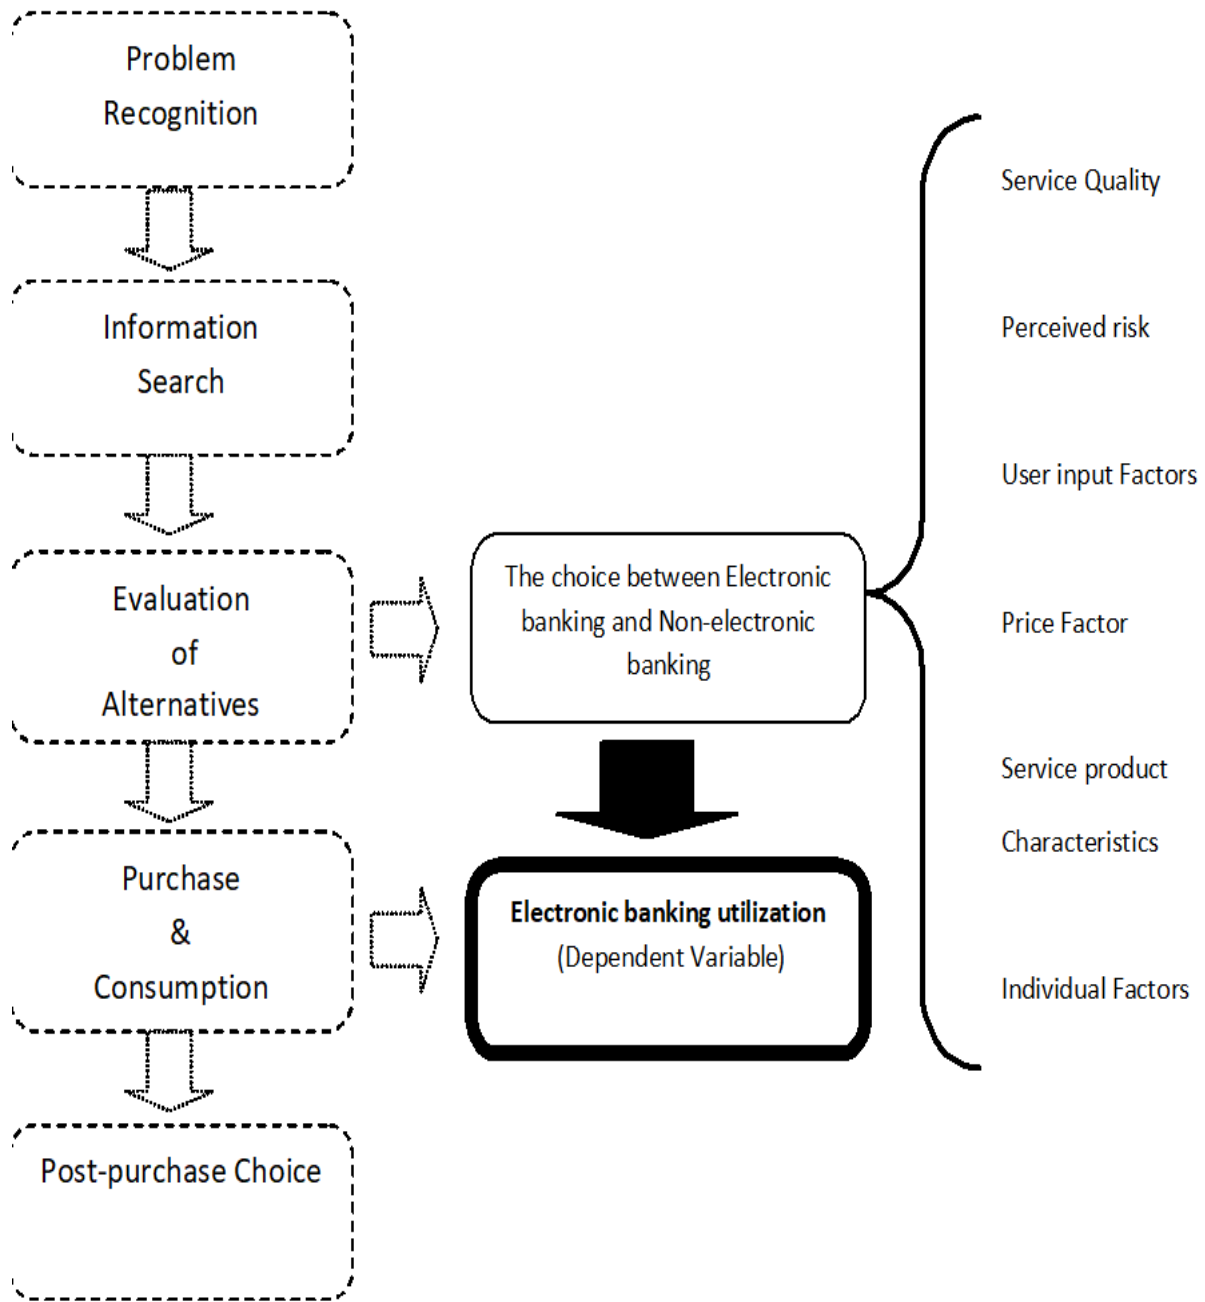 Problem
Recognition
Information
Search
Evaluation
of
Alternatives
Purchase
&
Consumption
Post-purchase Choice
The choice between Electronic
banking and Non-electronic
banking
Electronic banking utilization
(Dependent Variable)
Service Quality
Perceived risk
User input Factors
Price Factor
Service product
Characteristics
Individual Factors